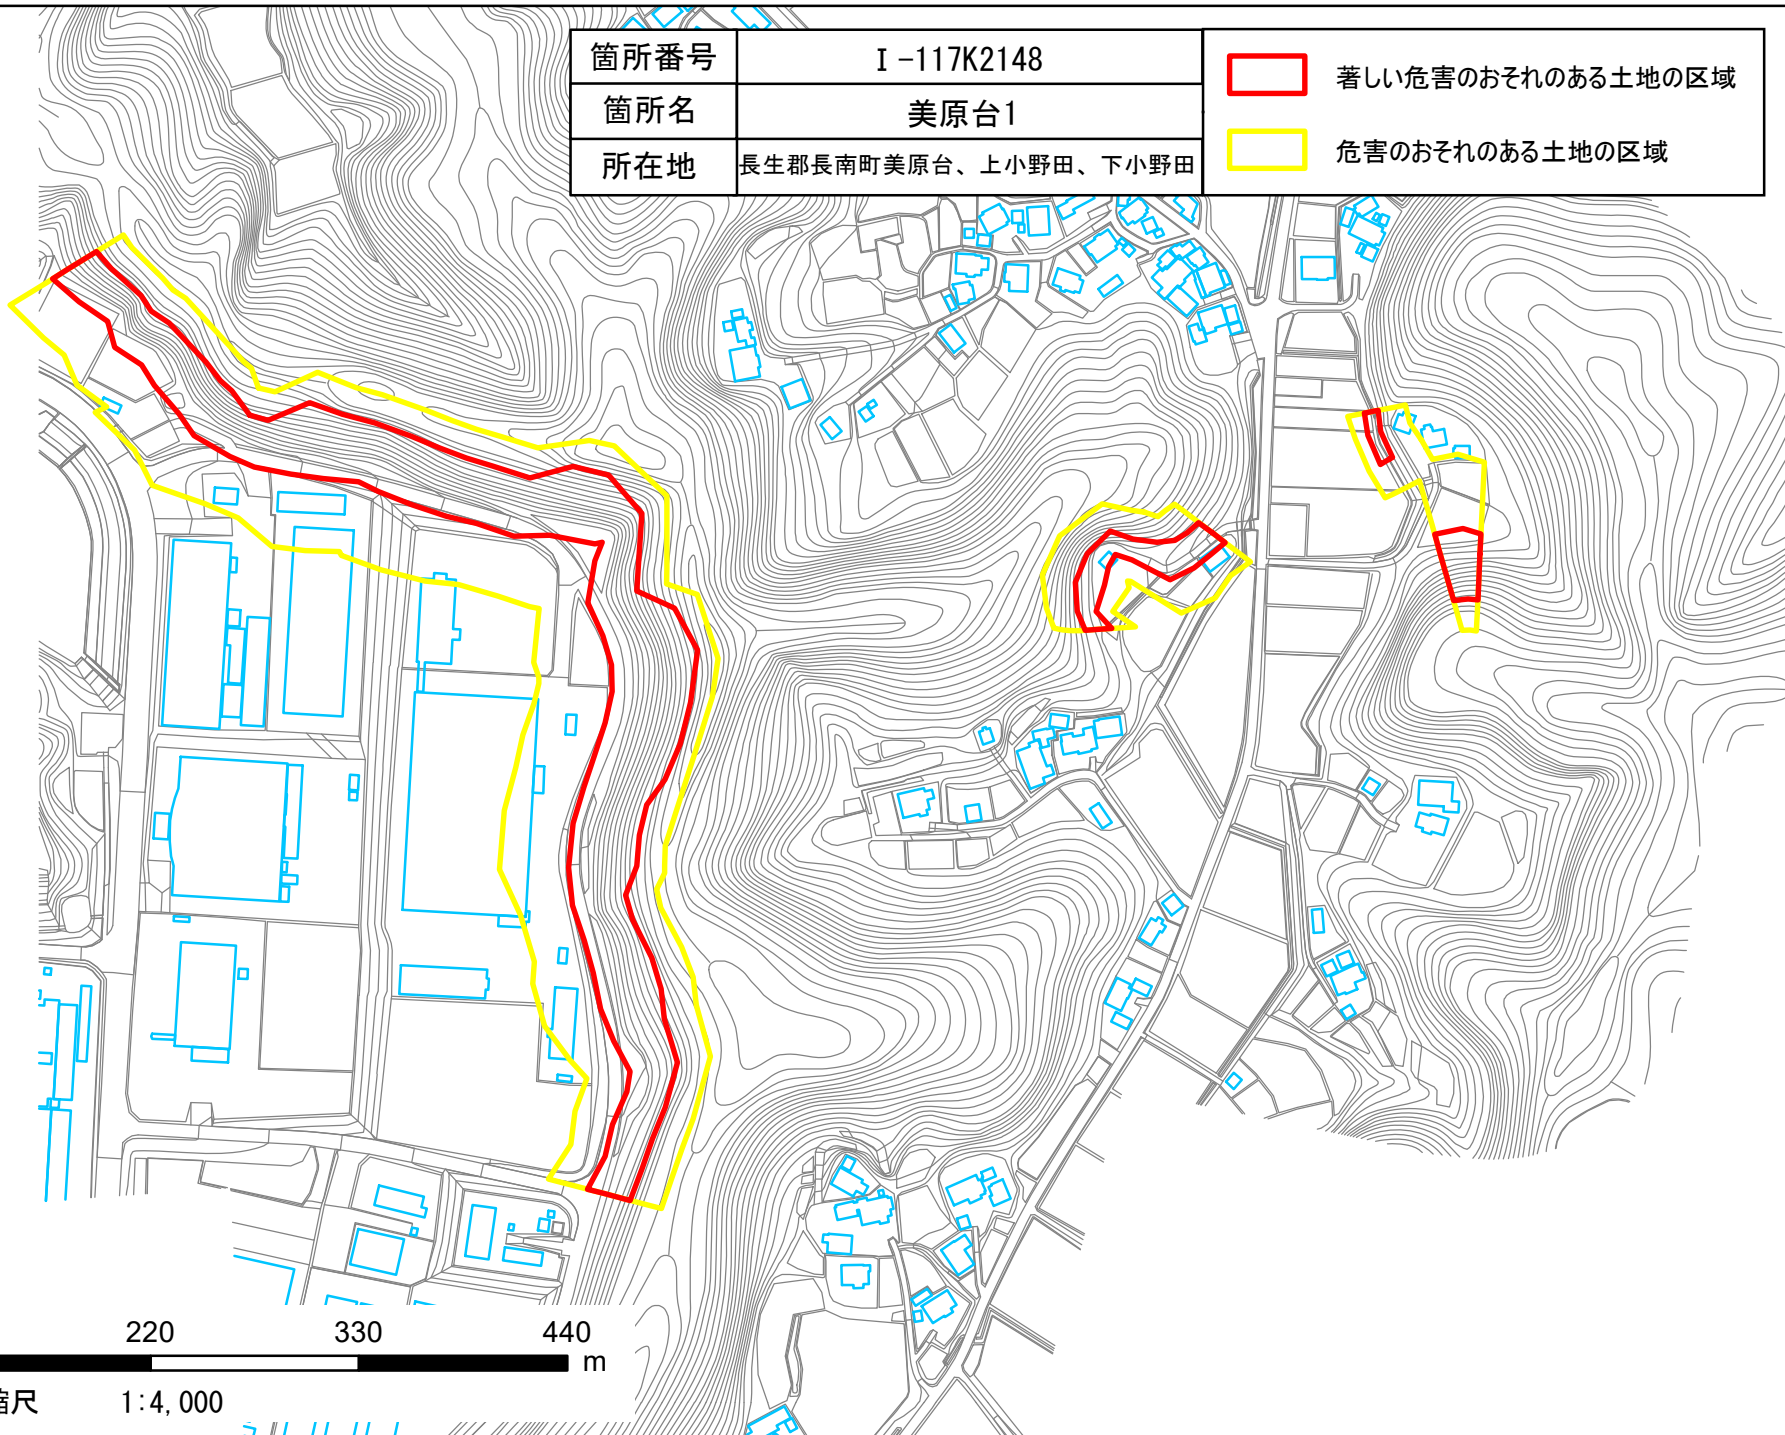 箇所番号 Ⅰ-117K2148
箇所名 美原台1
所在地 長生郡長南町美原台、上小野田、下小野田
著しい危害のおそれのある土地の区域
危害のおそれのある土地の区域
220 330 440
m
尺 1:4,000